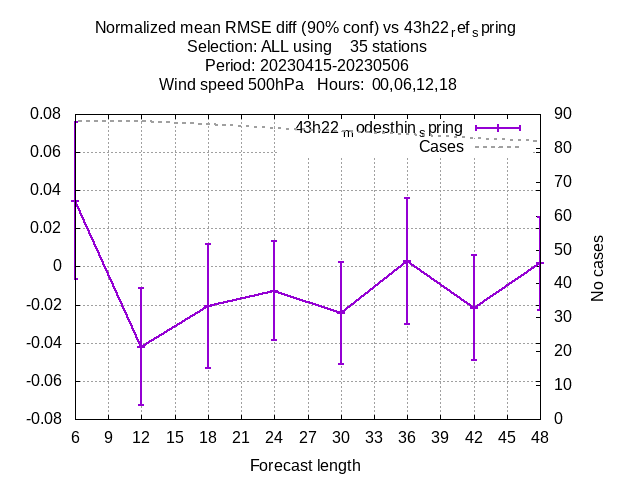 Normalized mean RMSE diff (90% conf) vs 43h22ᵣefₛpring
Selection: ALL using    35 stations
Period: 20230415-20230506
Wind speed 500hPa   Hours:  00,06,12,18
43h22ₘodesthinₛpring
Cases
0.08
0.06
0.04
0.02
0
-0.02
-0.04
-0.06
-0.08
90
80
70
60
50
40
30
20
10
0
No cases
6 9 12 15 18 21 24 27 30 33 36 39 42 45 48
Forecast length